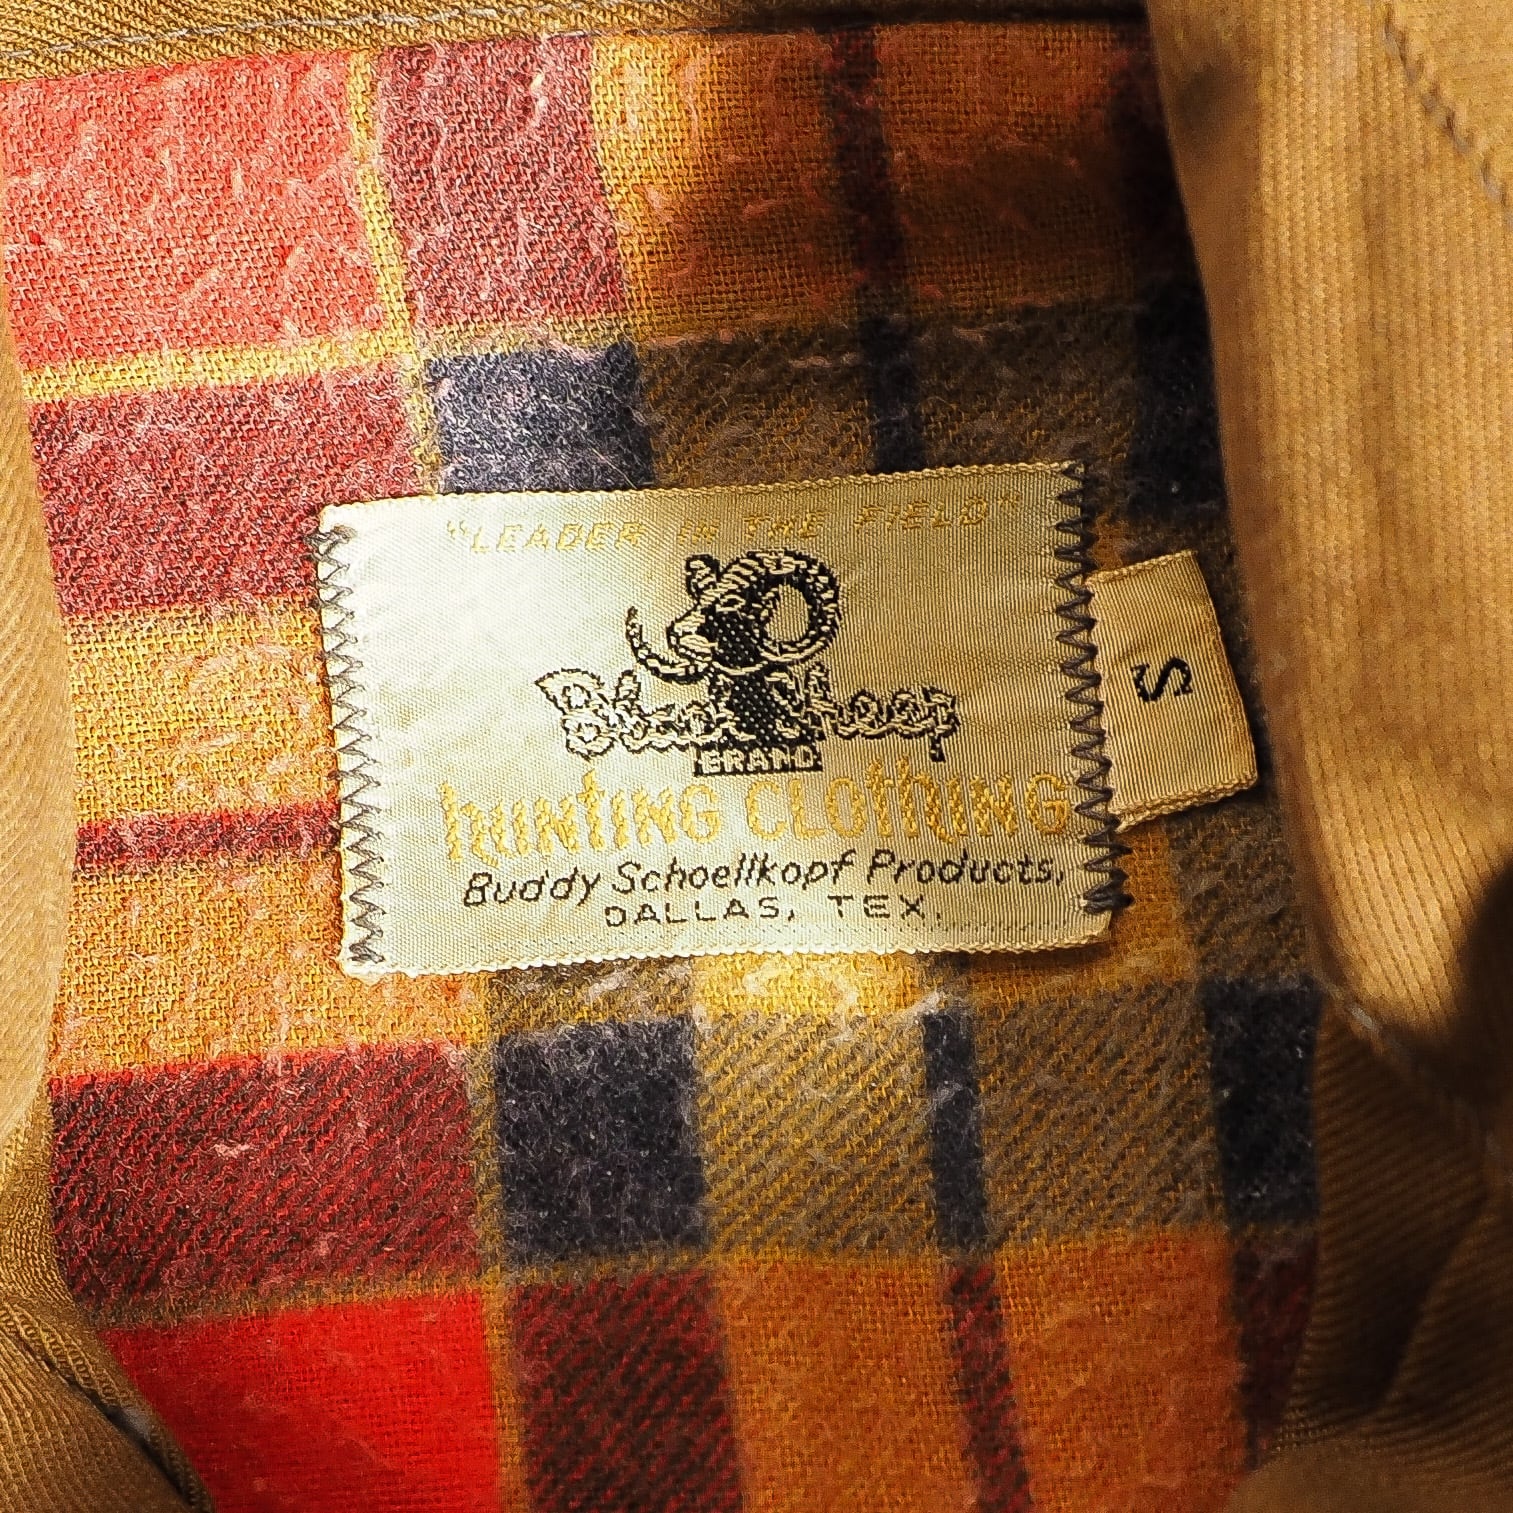 "LEADER IN THE FIELD"
Black Sheep
BRAND
hunting clothing
Buddy Schoellkopf Products,
DALLAS, TEX.
S